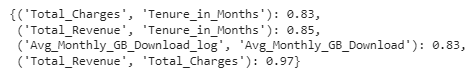 {('Total_Charges', 'Tenure_in_Months'): 0.83,
('Total_Revenue', 'Tenure_in_Months'): 0.85,
('Avg_Monthly_GB_Download_log', 'Avg_Monthly_GB_Download'): 0.83,
('Total_Revenue', 'Total_Charges'): 0.97}